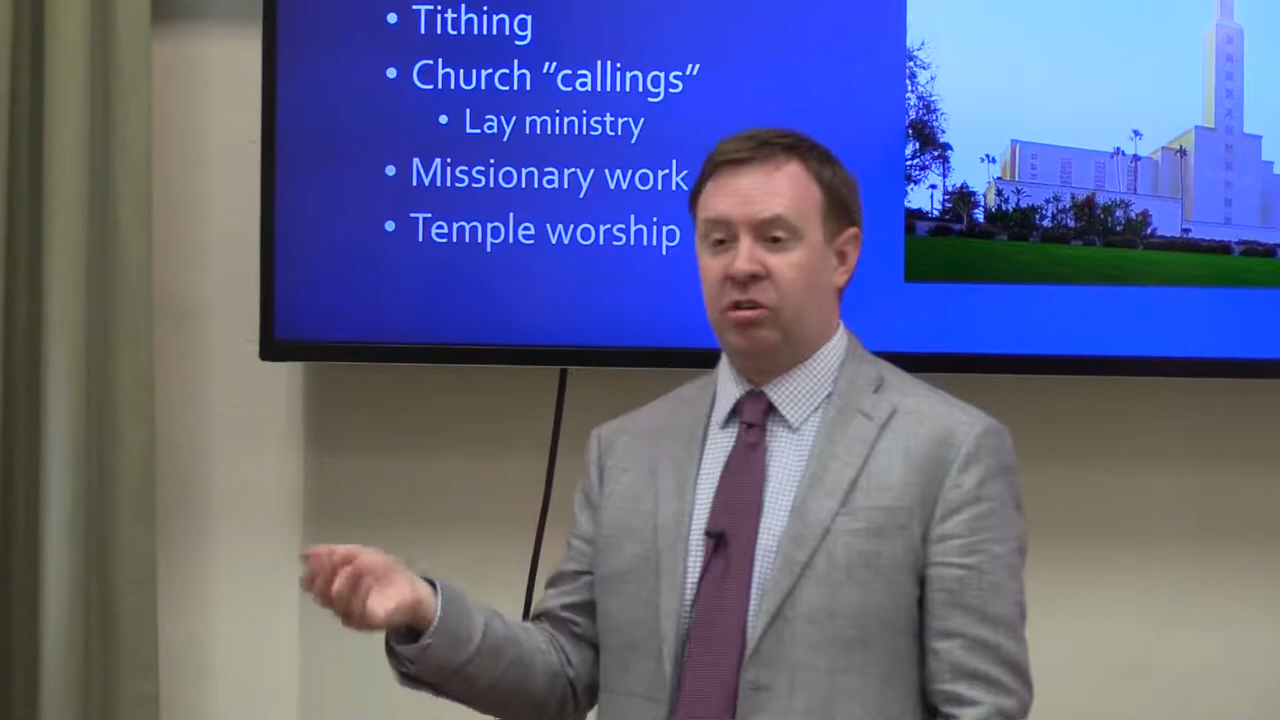 • Tithing
• Church ”callings”
• Lay ministry
• Missionary work
• Temple worship